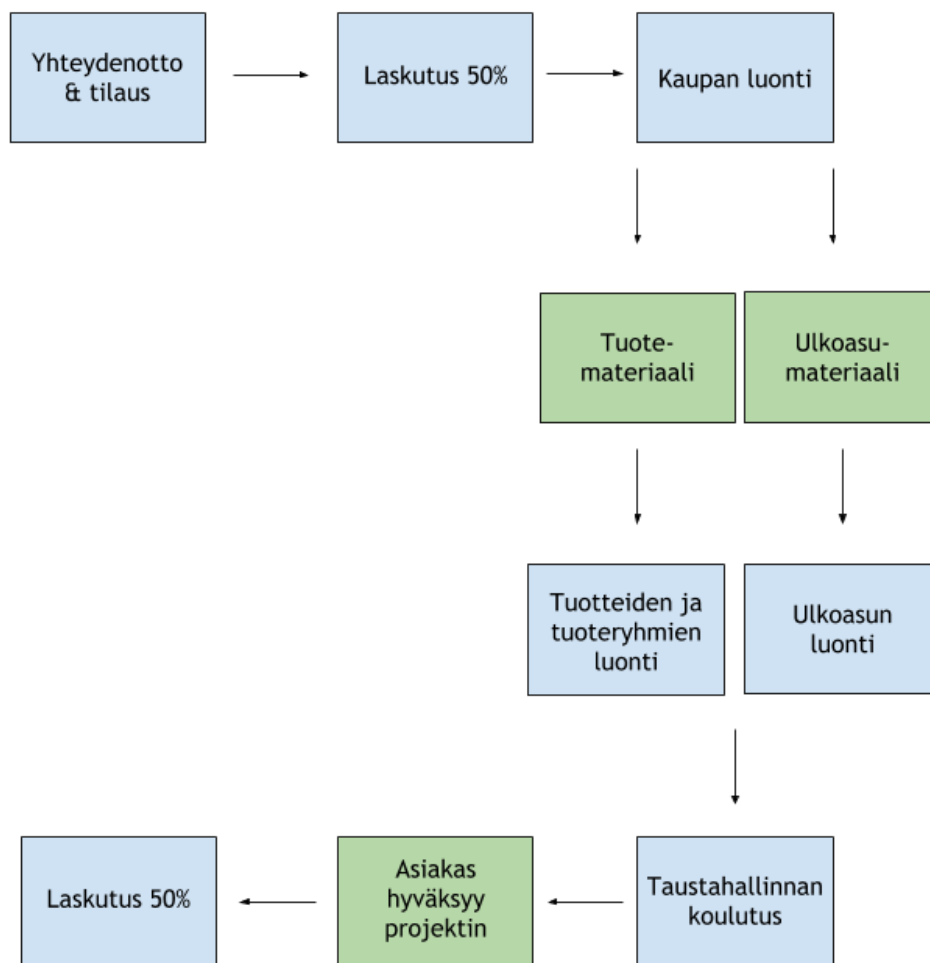 Yhteydenotto
& tilaus
Laskutus 50%
Kaupan luonti
Tuote-
materiaali
Ulkoasu-
materiaali
Tuotteiden ja
tuoteryhmien
luonti
Ulkoasun
luonti
Taustahallinnan
koulutus
Asiakas
hyväksyy
projektin
Laskutus 50%